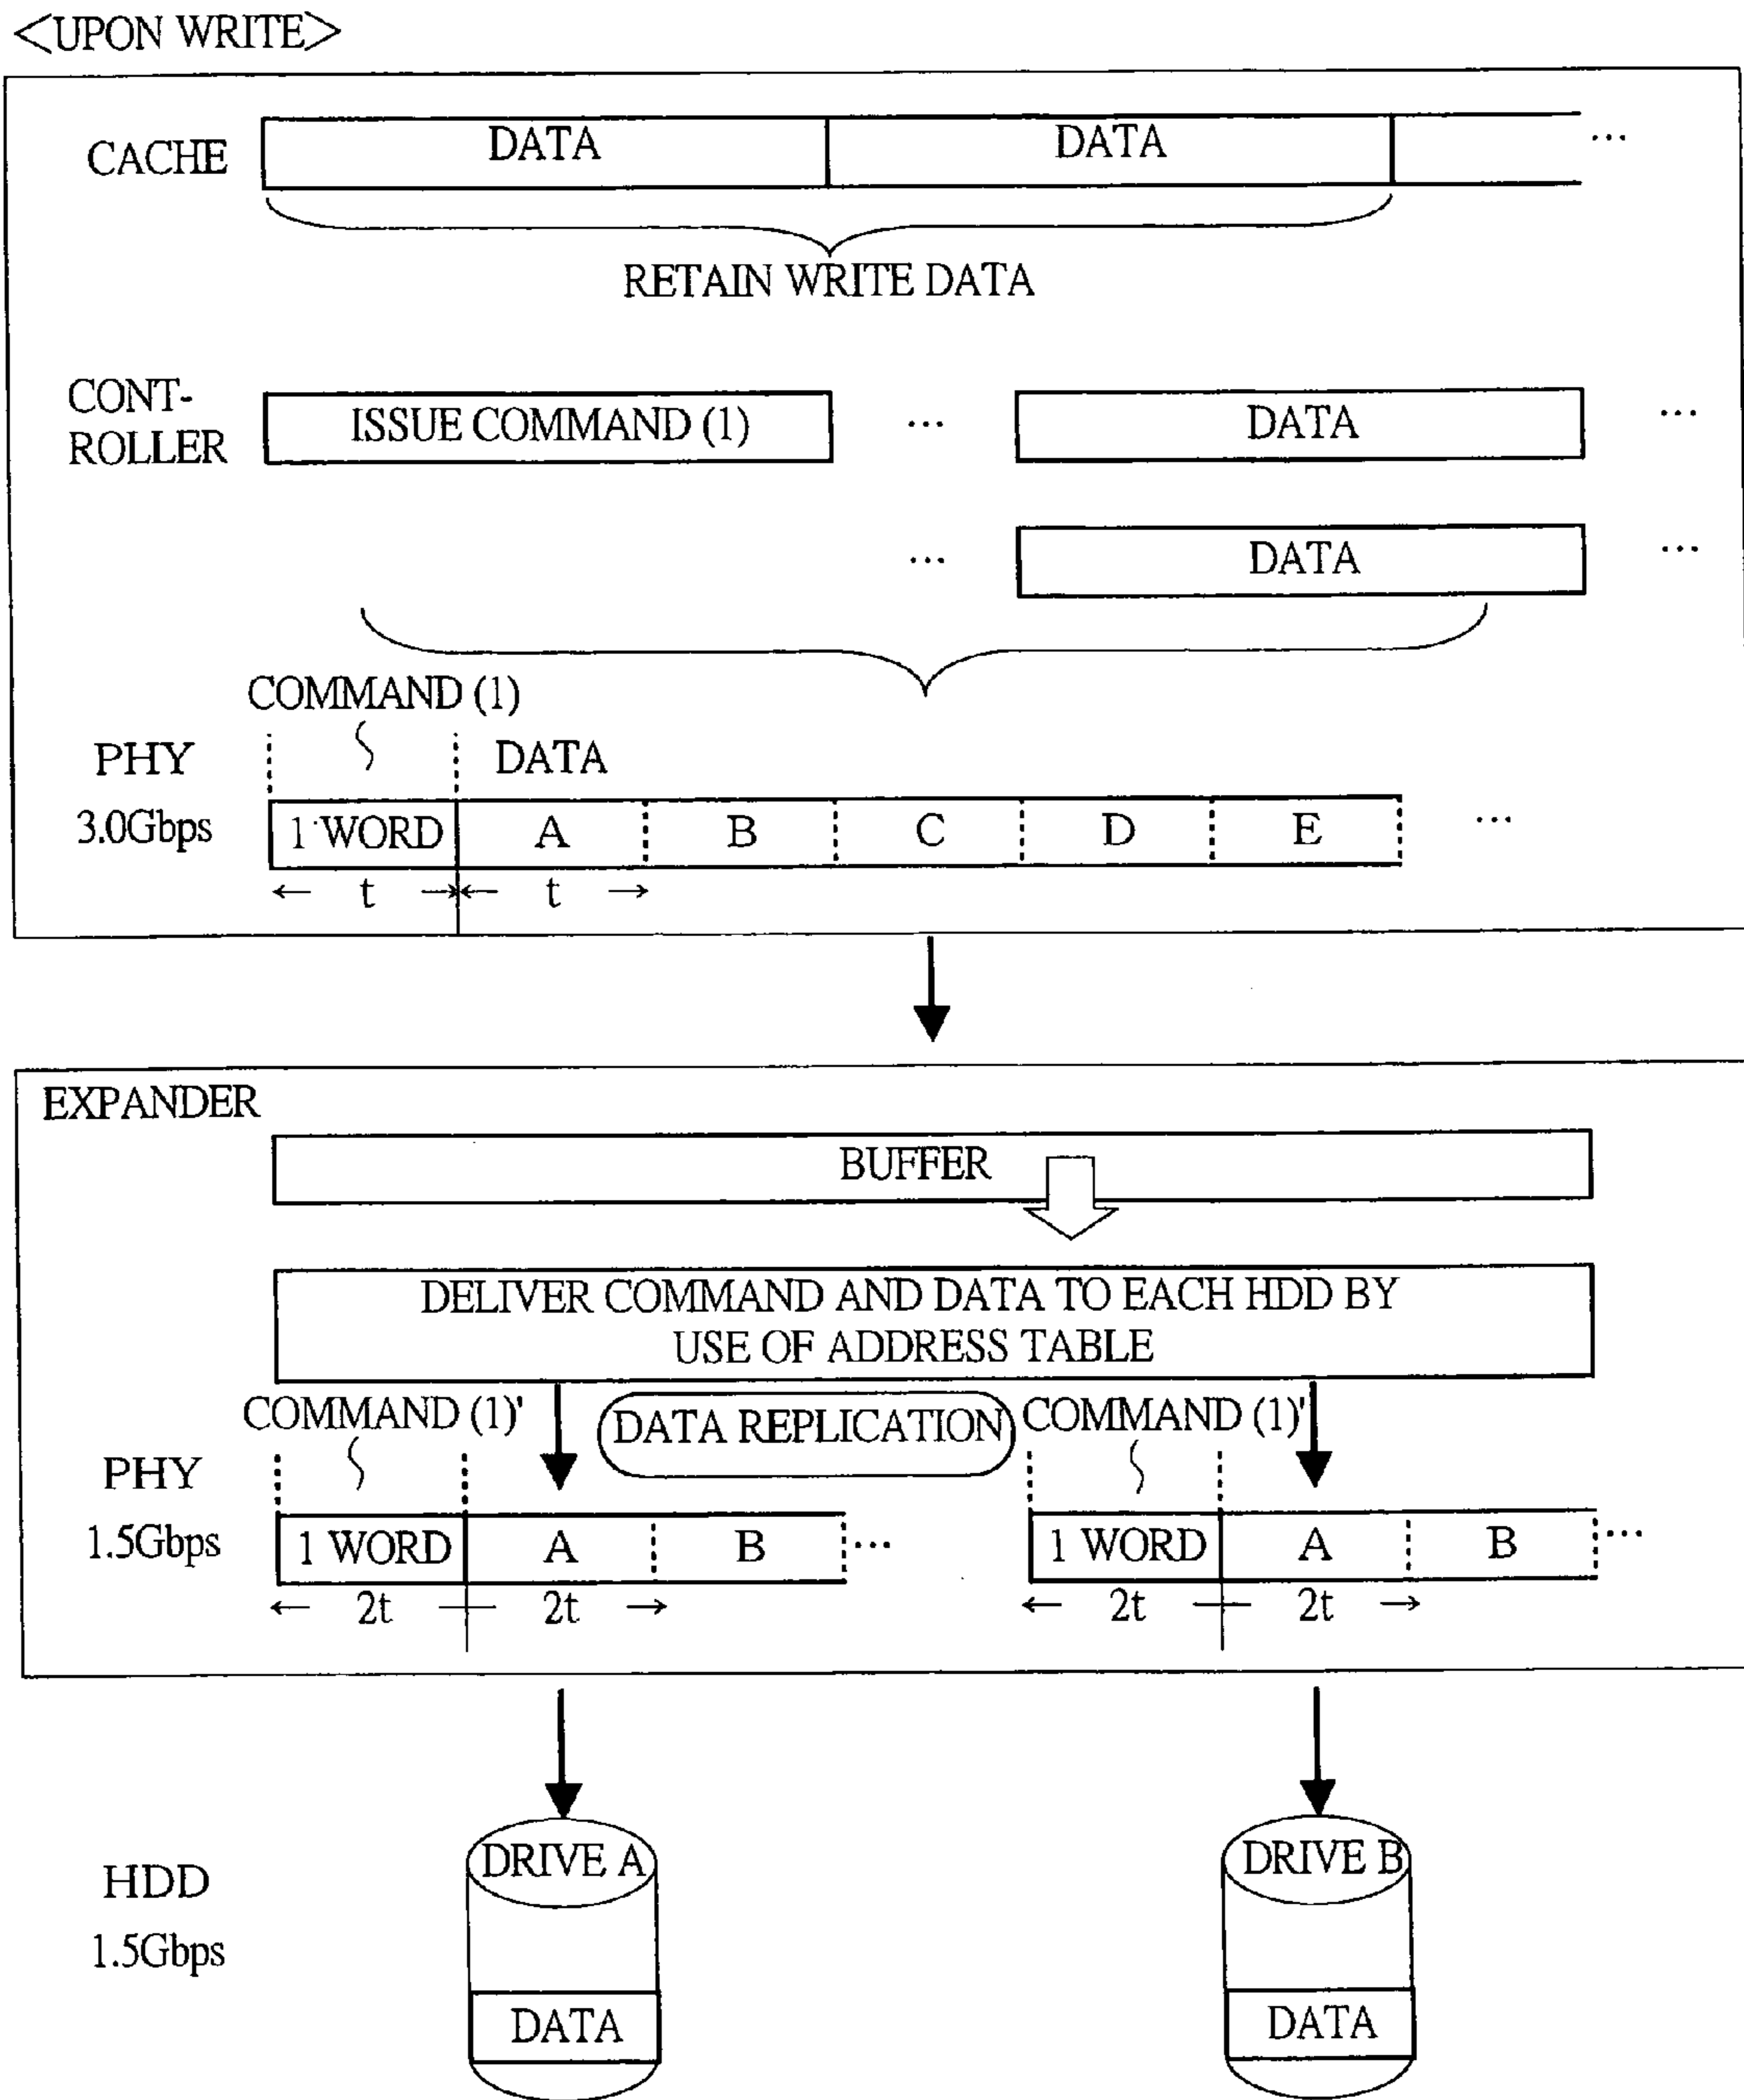 <UPON WRITE>
CACHE DATA DATA ...
RETAIN WRITE DATA
CONT-
ROLLER ISSUE COMMAND (1) ... DATA ...
... DATA ...
COMMAND (1)
PHY DATA
3.0Gbps 1 WORD A B C D E ...
← t →← t →
EXPANDER
BUFFER
DELIVER COMMAND AND DATA TO EACH HDD BY
USE OF ADDRESS TABLE
COMMAND (1)' DATA REPLICATION COMMAND (1)'
PHY
1.5Gbps 1 WORD A B ... 1 WORD A B ...
← 2t — 2t → ← 2t — 2t →
DRIVE A DRIVE B
HDD
1.5Gbps
DATA DATA